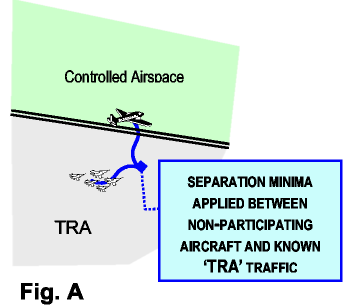 Controlled Airspace
SEPARATION MINIMA
APPLIED BETWEEN
NON-PARTICIPATING
AIRCRAFT AND KNOWN
‘TRA’ TRAFFIC
TRA
Fig. A